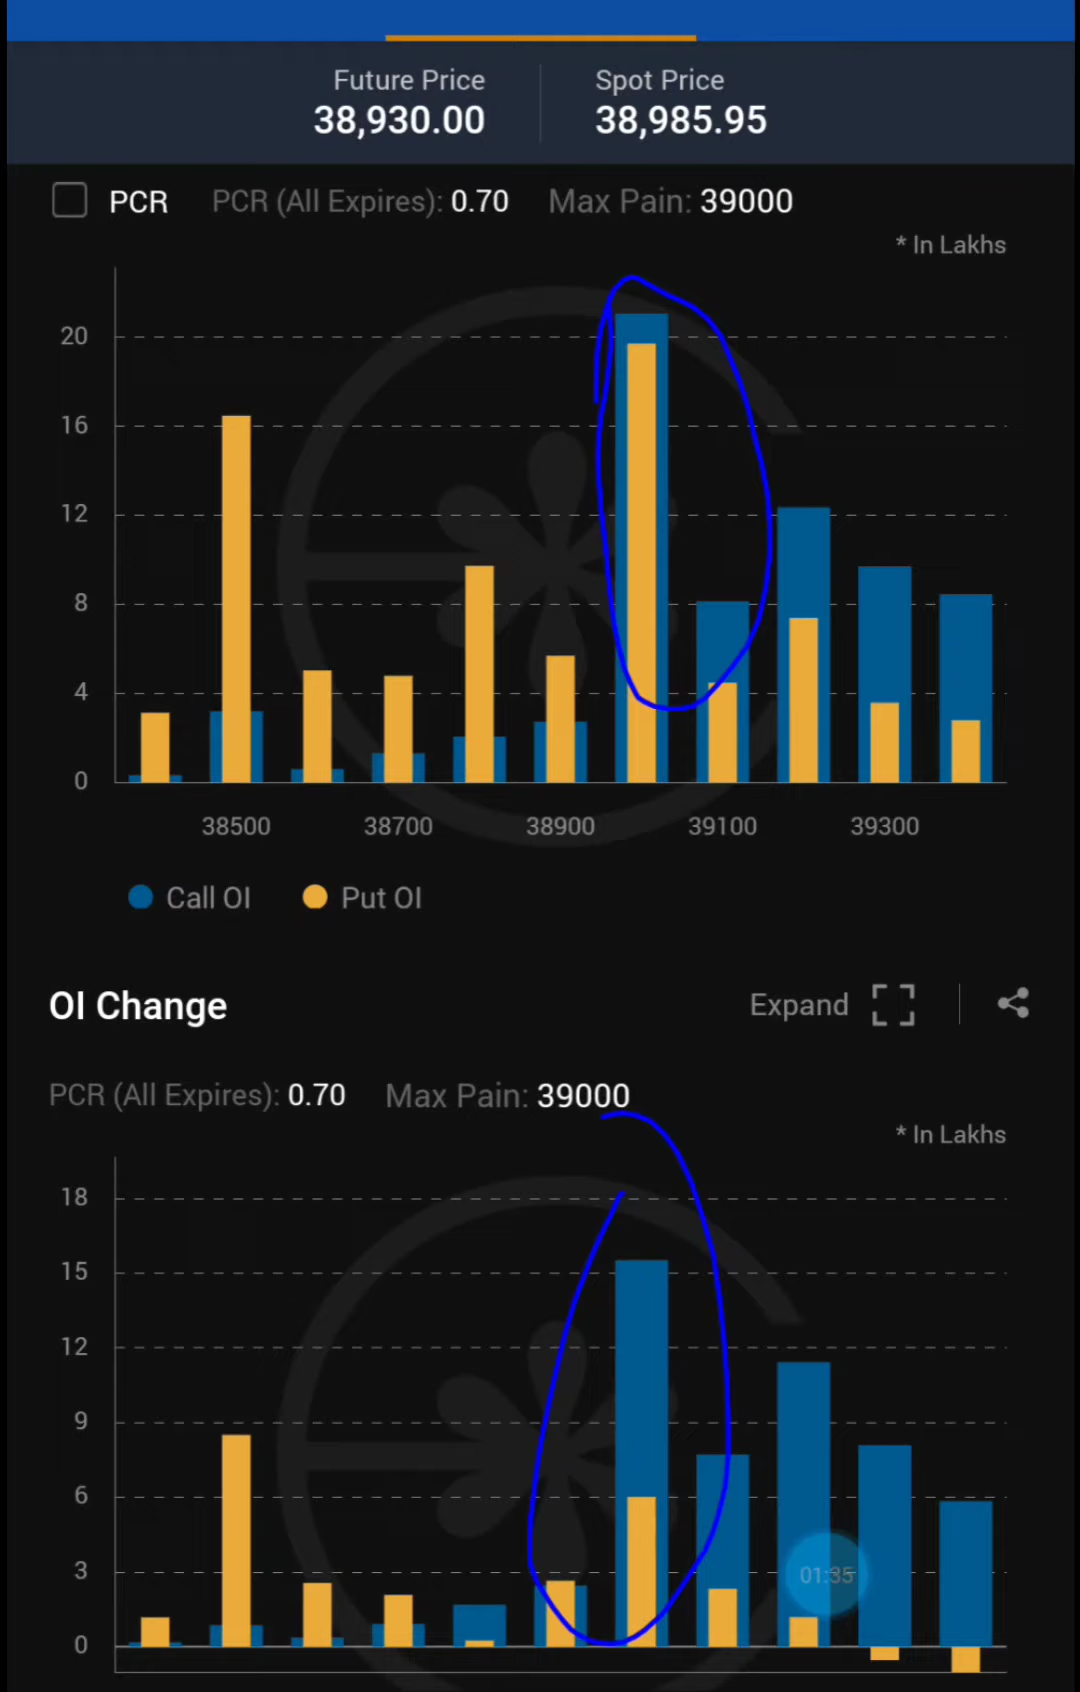 Future Price Spot Price
38,930.00 38,985.95
PCR PCR (All Expires): 0.70 Max Pain: 39000
* In Lakhs
20
16
12
8
4
0
38500 38700 38900 39100 39300
Call OI Put OI
OI Change Expand
PCR (All Expires): 0.70 Max Pain: 39000
* In Lakhs
18
15
12
9
6
3 01:35
0